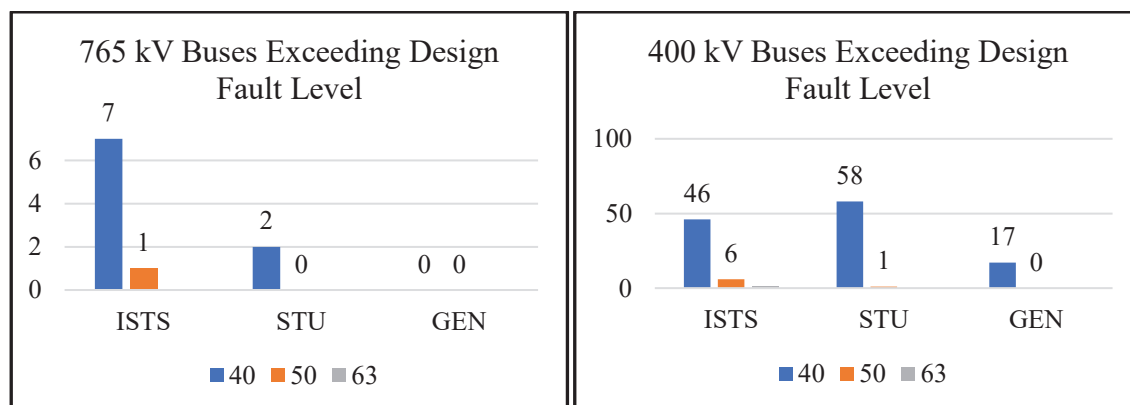 765 kV Buses Exceeding Design
Fault Level
7
6
4
2
0
1
2
0
0
0
ISTS
STU
GEN
40
50
63
400 kV Buses Exceeding Design
Fault Level
100
50
0
46
6
58
1
17
0
ISTS
STU
GEN
40
50
63